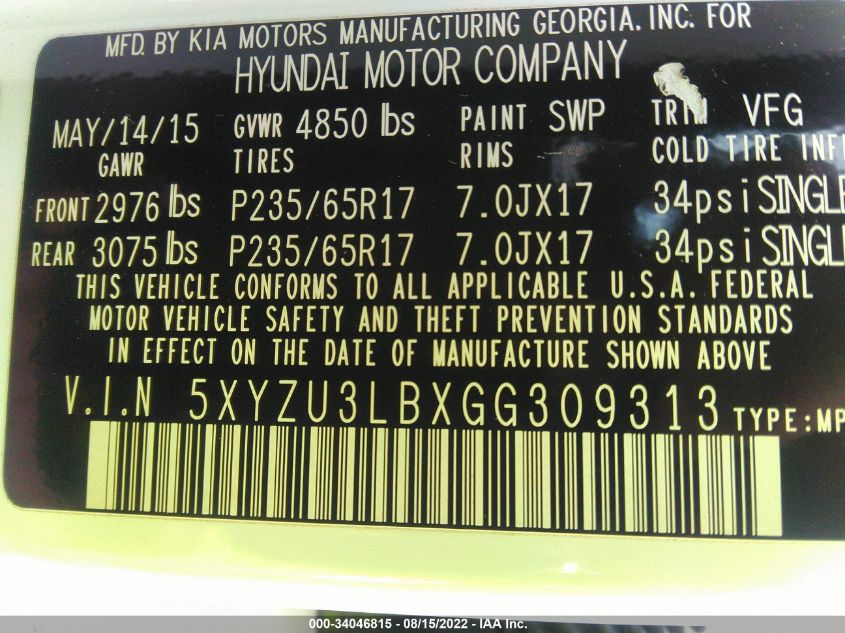 MFD. BY KIA MOTORS MANUFACTURING GEORGIA. INC. FOR
HYUNDAI MOTOR COMPANY
MAY/14/15 GVWR 4850 lbs PAINT SWP TRIM VFG
GAWR TIRES RIMS COLD TIRE INF
FRONT 2976 lbs P235/65R17 7.0JX17 34psi SINGLE
REAR 3075 lbs P235/65R17 7.0JX17 34psi SINGLE
THIS VEHICLE CONFORMS TO ALL APPLICABLE U.S.A. FEDERAL
MOTOR VEHICLE SAFETY AND THEFT PREVENTION STANDARDS
IN EFFECT ON THE DATE OF MANUFACTURE SHOWN ABOVE
V.I.N 5XYZU3LBXGG309313 TYPE:MP
000-34046815 - 08/15/2022 - IAA Inc.